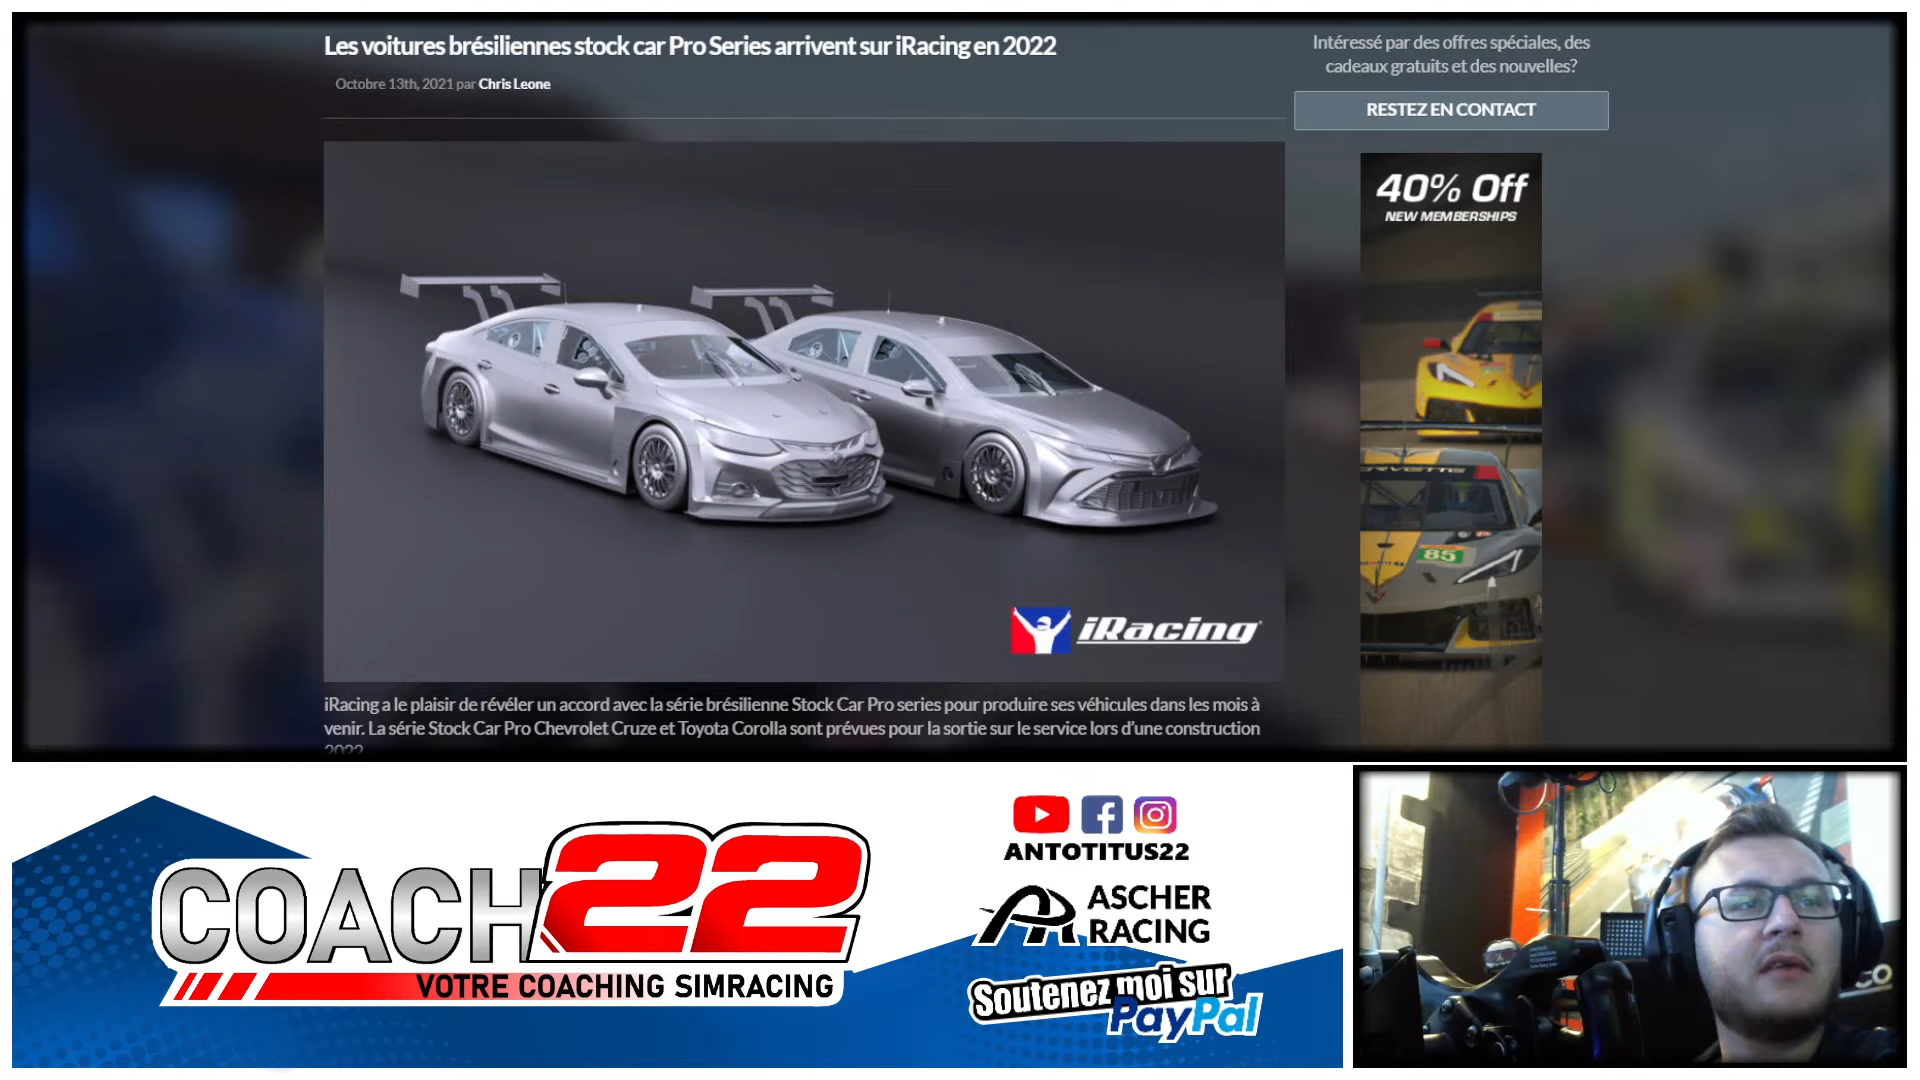 Les voitures brésiliennes stock car Pro Series arrivent sur iRacing en 2022
Octobre 13th, 2021 par Chris Leone
Intéressé par des offres spéciales, des
cadeaux gratuits et des nouvelles?
RESTEZ EN CONTACT
40% Off
NEW MEMBERSHIPS
85
iRacing
iRacing a le plaisir de révéler un accord avec la série brésilienne Stock Car Pro series pour produire ses véhicules dans les mois à
venir. La série Stock Car Pro Chevrolet Cruze et Toyota Corolla sont prévues pour la sortie sur le service lors d'une construction
2022
COACH22
VOTRE COACHING SIMRACING
ANTOTITUS22
ASCHER
RACING
Soutenez moi sur
PayPal